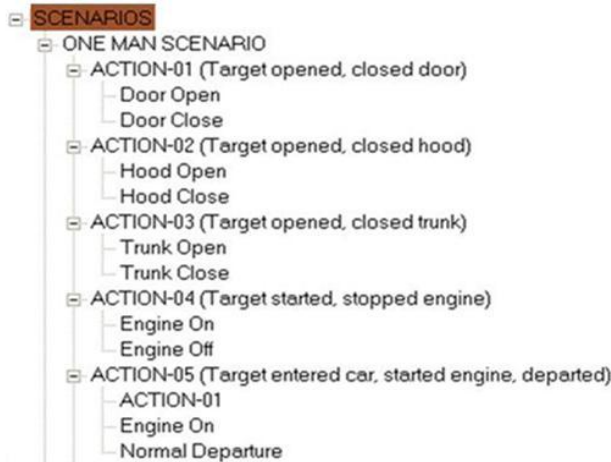 SCENARIOS
ONE MAN SCENARIO
ACTION-01 (Target opened, closed door)
Door Open
Door Close
ACTION-02 (Target opened, closed hood)
Hood Open
Hood Close
ACTION-03 (Target opened, closed trunk)
Trunk Open
Trunk Close
ACTION-04 (Target started, stopped engine)
Engine On
Engine Off
ACTION-05 (Target entered car, started engine, departed)
ACTION-01
Engine On
Normal Departure